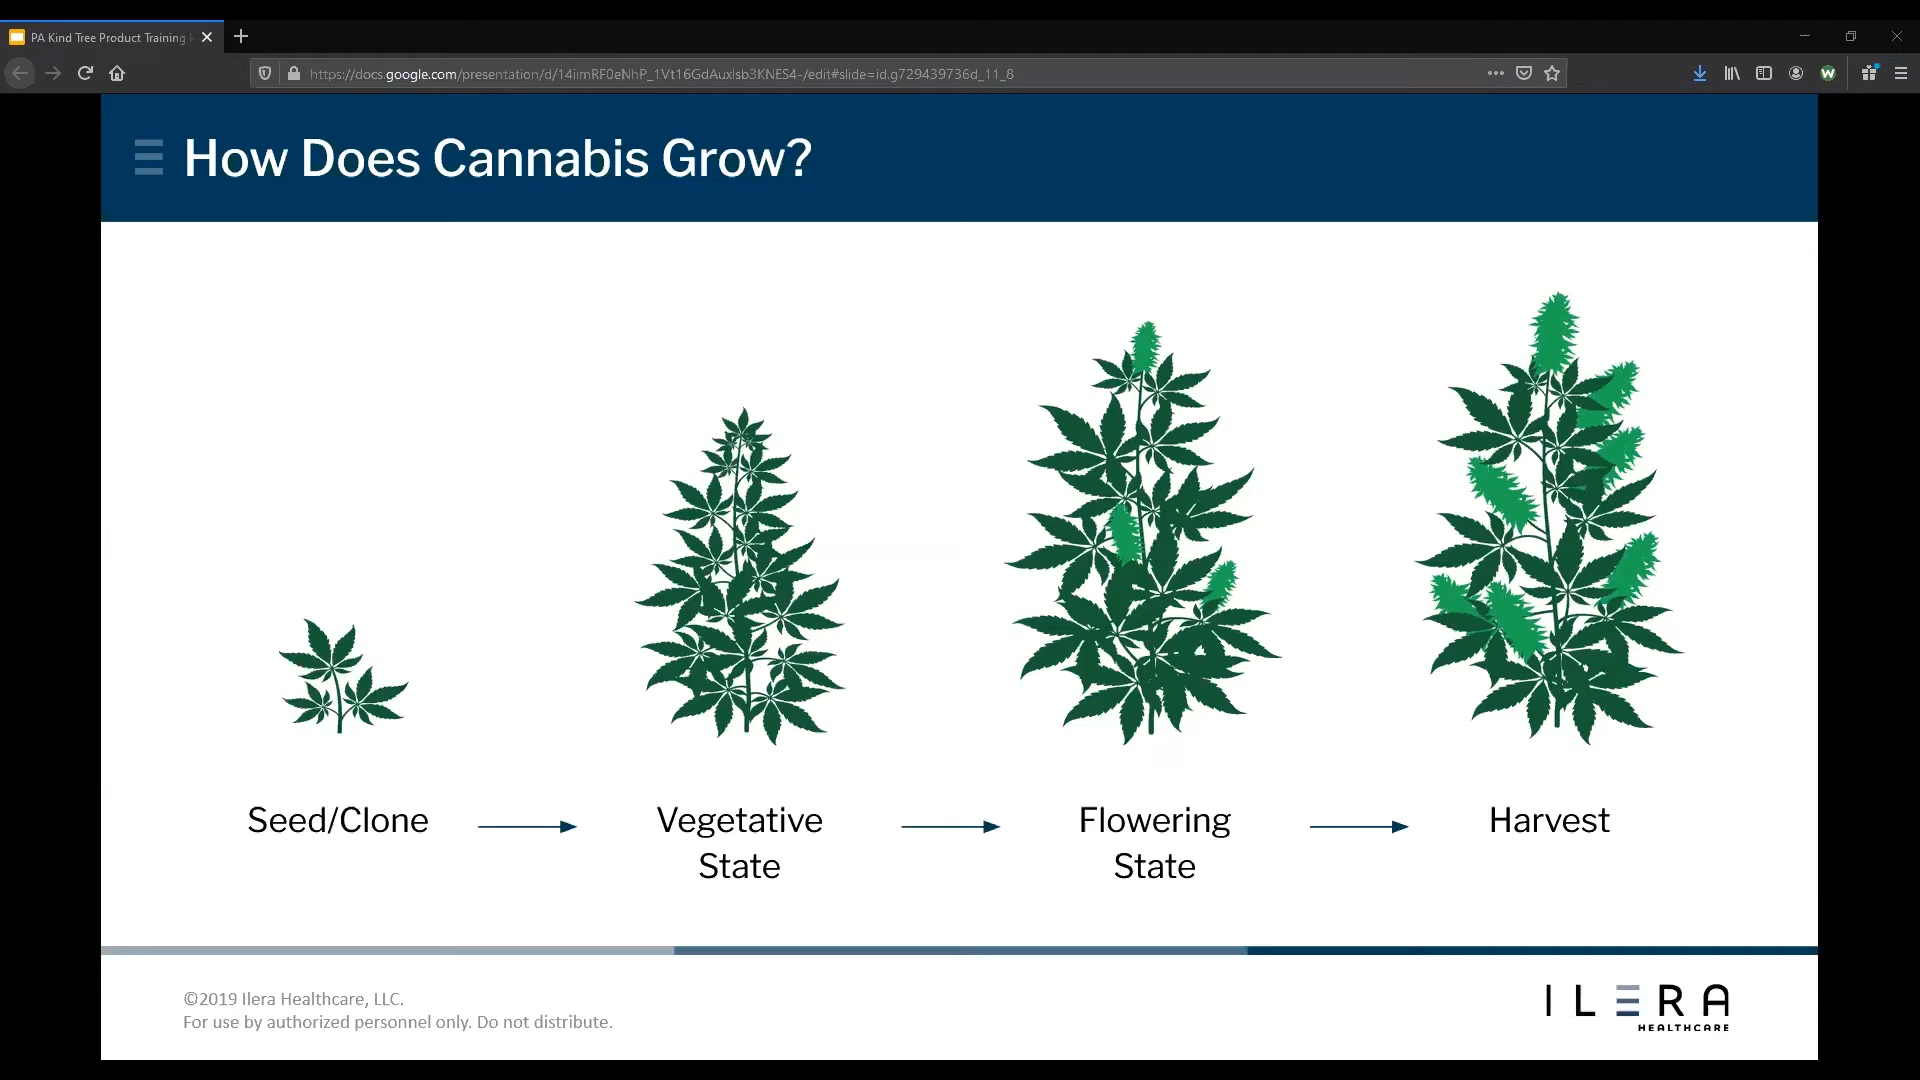 PA Kind Tree Product Training
https://docs.google.com/presentation/d/14iimRF0eNhP_1Vt16GdAuxlsb3KNES4-/edit#slide=id.g729439736d_11_8
W
How Does Cannabis Grow?
Seed/Clone
Vegetative
State
Flowering
State
Harvest
©2019 Ilera Healthcare, LLC.
For use by authorized personnel only. Do not distribute.
ILERA
HEALTHCARE